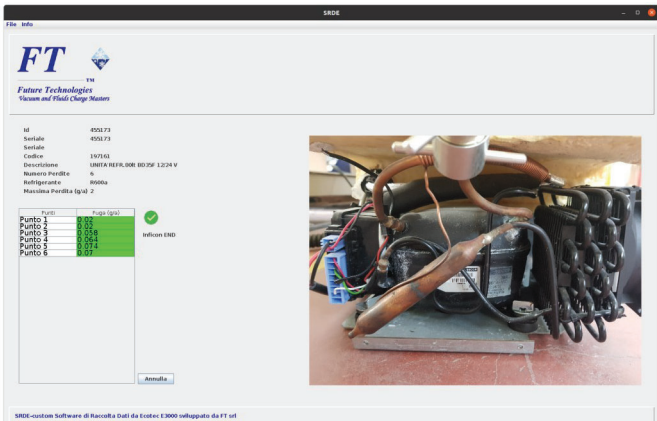 SRDE
File Info
FT
TM
Future Technologies
Vacuum and Fluids Charge Masters
Id 455173
Seriale 455173
Seriale
Codice 197161
Descrizione UNITA' REFR.00B BD35F 12/24 V
Numero Perdite 6
Refrigerante R600a
Massima Perdita (g/a) 2
Punti Fuga (g/a)
Punto 1 0.02
Punto 2 0.02
Punto 3 0.058
Punto 4 0.064
Punto 5 0.074
Punto 6 0.07
Inficon END
Annulla
SRDE-custom Software di Raccolta Dati da Ecotec E3000 sviluppato da FT srl